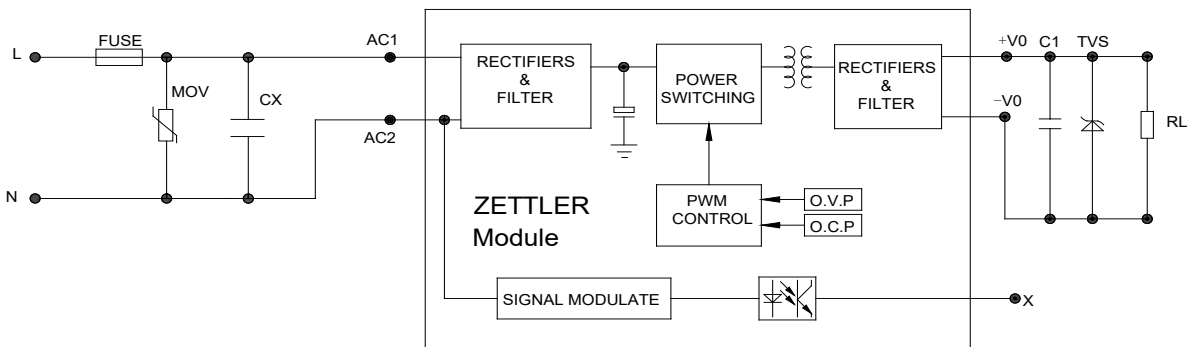 L
FUSE
MOV
CX
N
AC1
AC2
RECTIFIERS
&
FILTER
POWER
SWITCHING
RECTIFIERS
&
FILTER
PWM
CONTROL
O.V.P
O.C.P
ZETTLER
Module
SIGNAL MODULATE
+V0
C1
TVS
−V0
RL
X